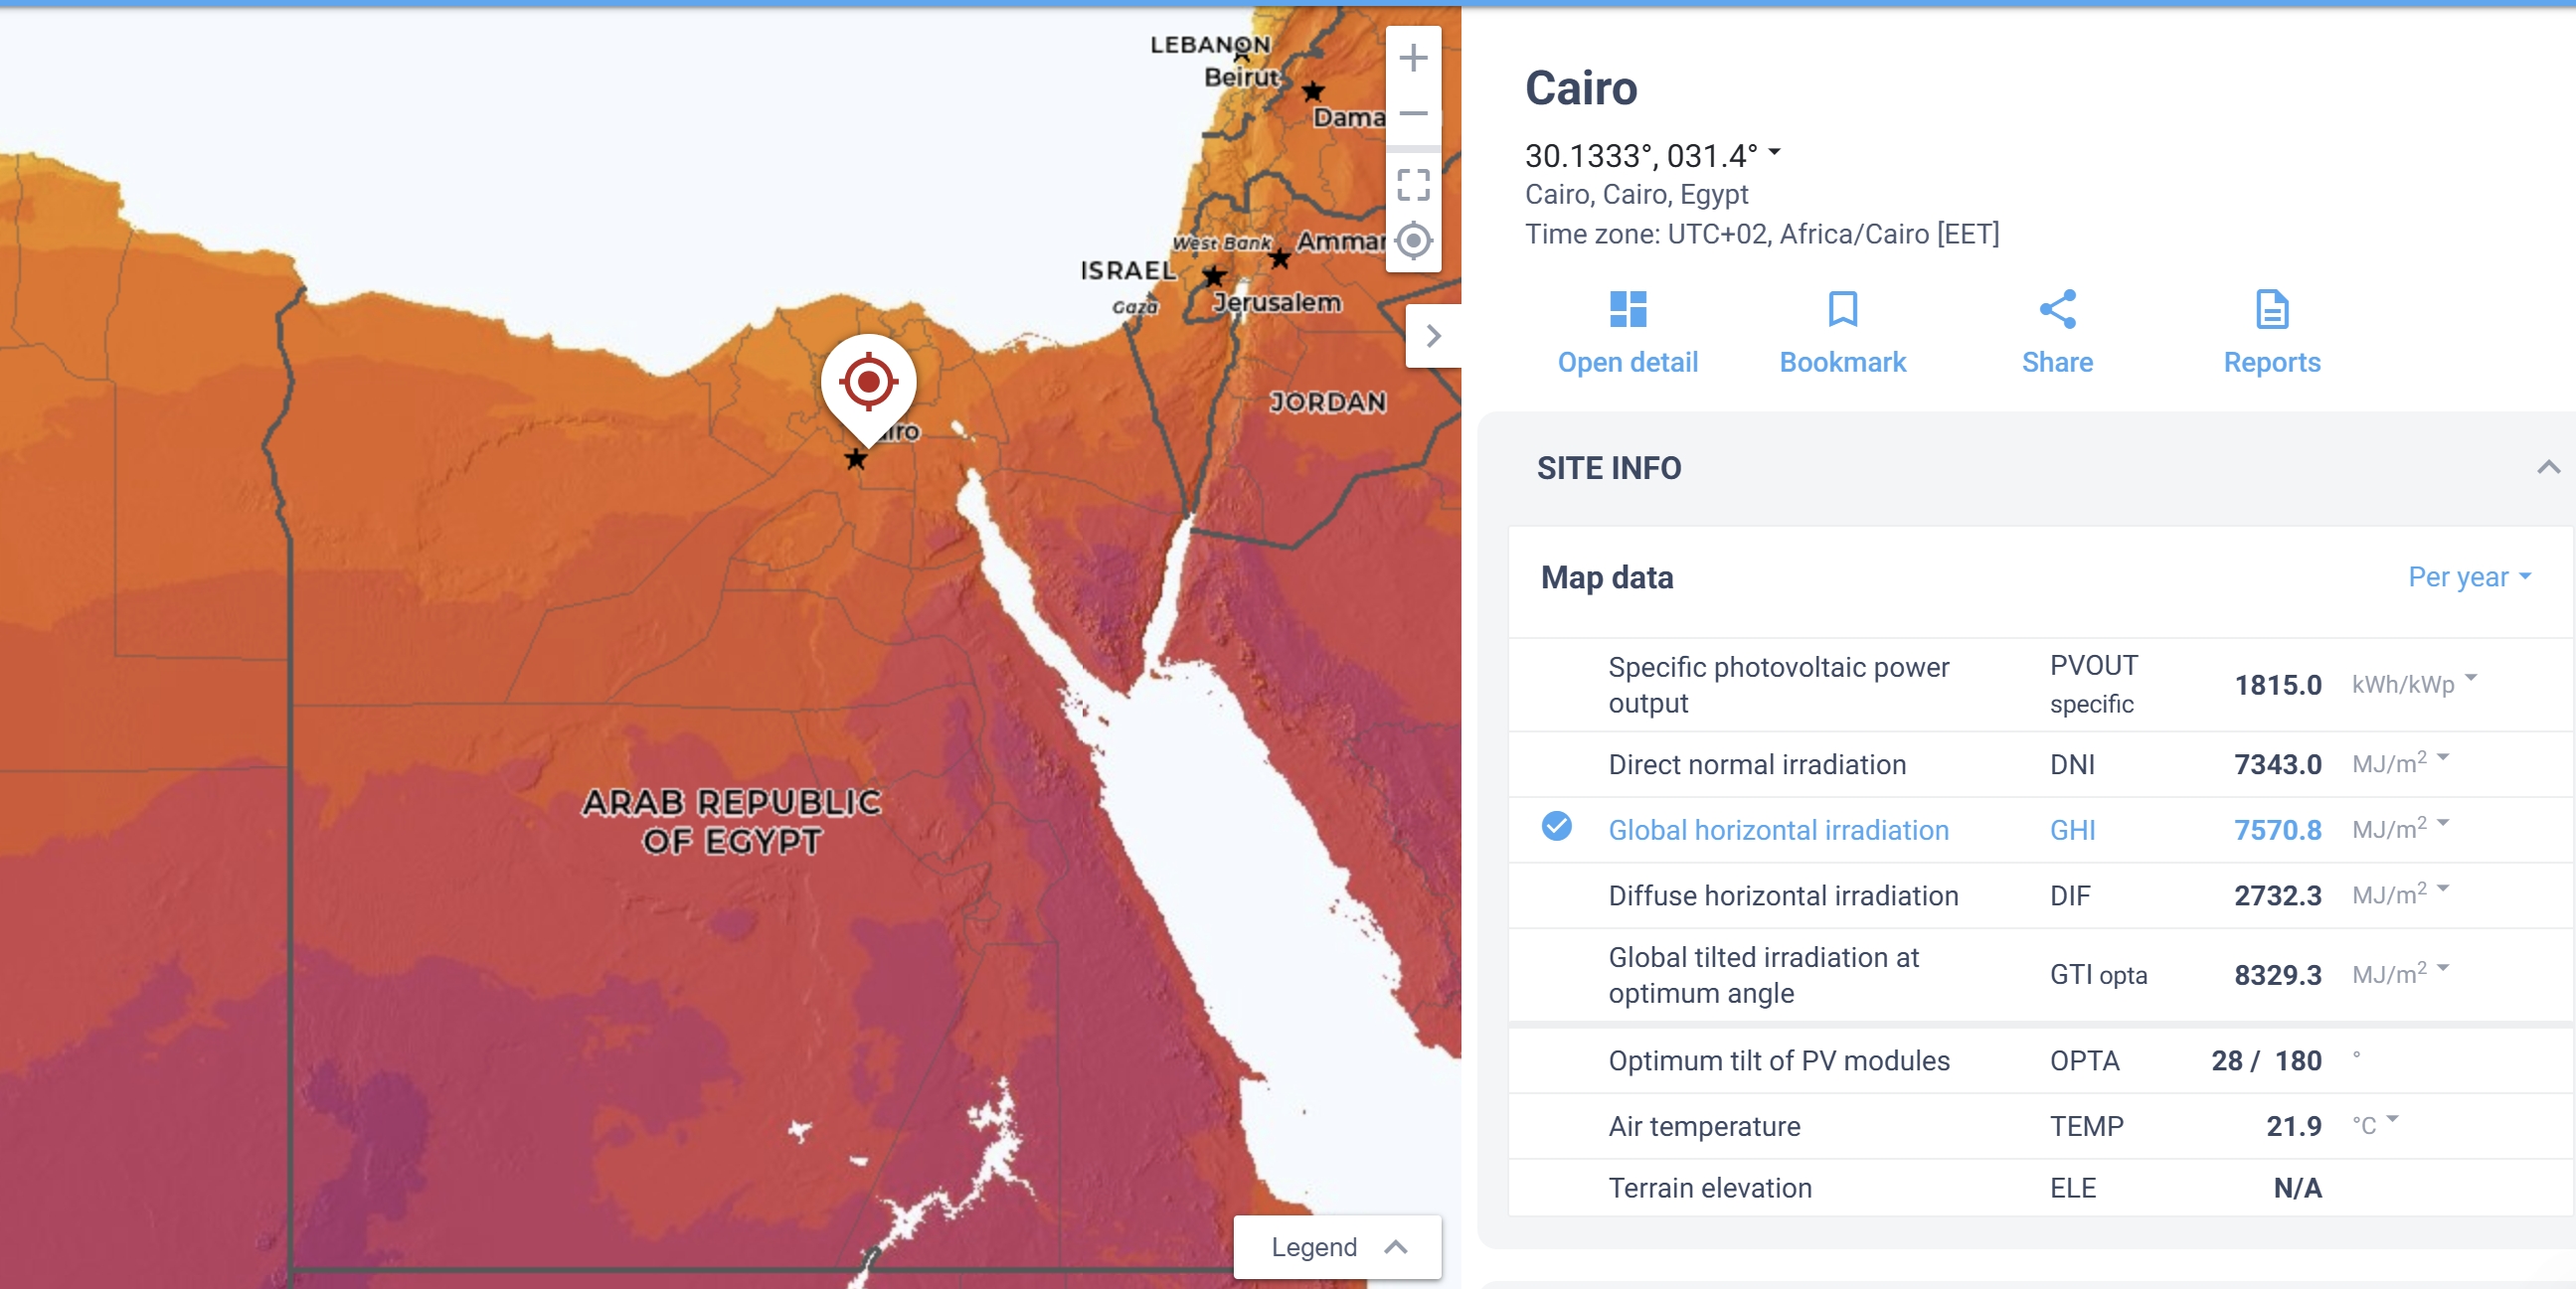 LEBANON
Beirut
Dama
West Bank
Ammar
ISRAEL
Gaza
Jerusalem
JORDAN
iro
ARAB REPUBLIC
OF EGYPT
Legend
Cairo
30.1333°, 031.4°
Cairo, Cairo, Egypt
Time zone: UTC+02, Africa/Cairo [EET]
Open detail Bookmark Share Reports
SITE INFO
Map data Per year
Specific photovoltaic power output PVOUT specific 1815.0 kWh/kWp
Direct normal irradiation DNI 7343.0 MJ/m²
Global horizontal irradiation GHI 7570.8 MJ/m²
Diffuse horizontal irradiation DIF 2732.3 MJ/m²
Global tilted irradiation at optimum angle GTI opta 8329.3 MJ/m²
Optimum tilt of PV modules OPTA 28 / 180 °
Air temperature TEMP 21.9 °C
Terrain elevation ELE N/A